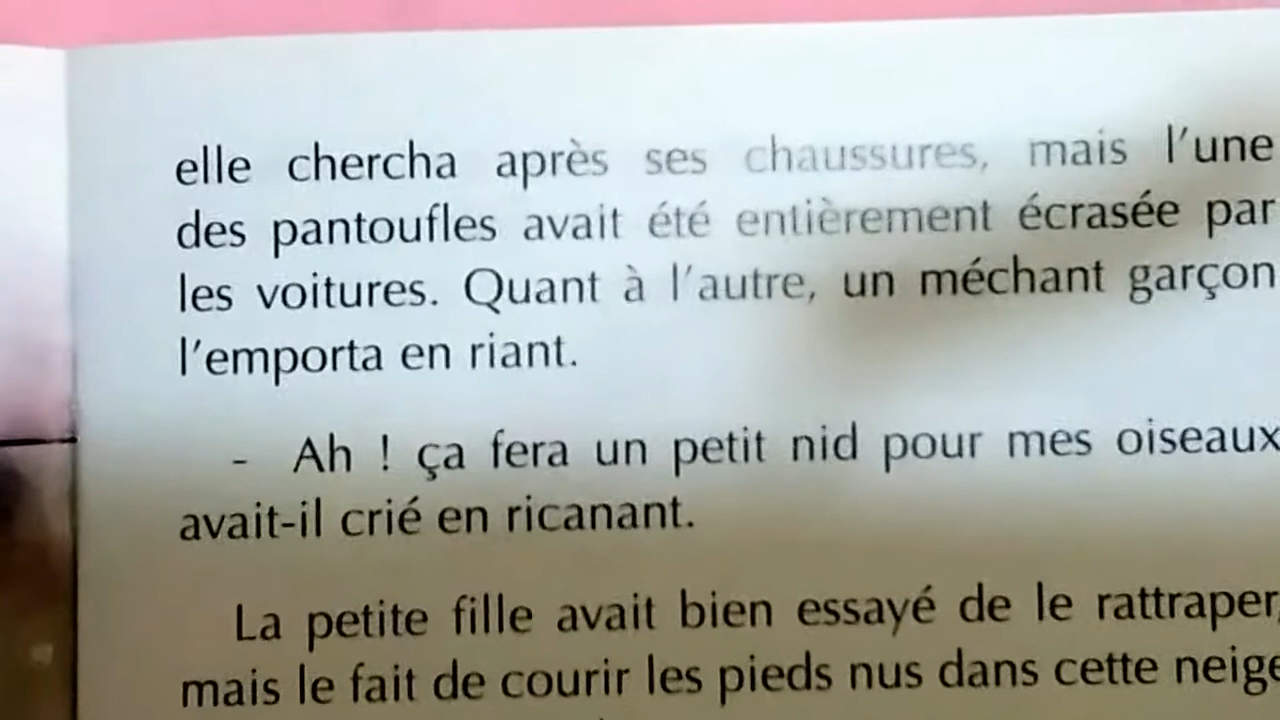 elle chercha après ses chaussures, mais l'une
des pantoufles avait été entièrement écrasée par
les voitures. Quant à l'autre, un méchant garçon
l'emporta en riant.
- Ah ! ça fera un petit nid pour mes oiseaux
avait-il crié en ricanant.
La petite fille avait bien essayé de le rattraper,
mais le fait de courir les pieds nus dans cette neige